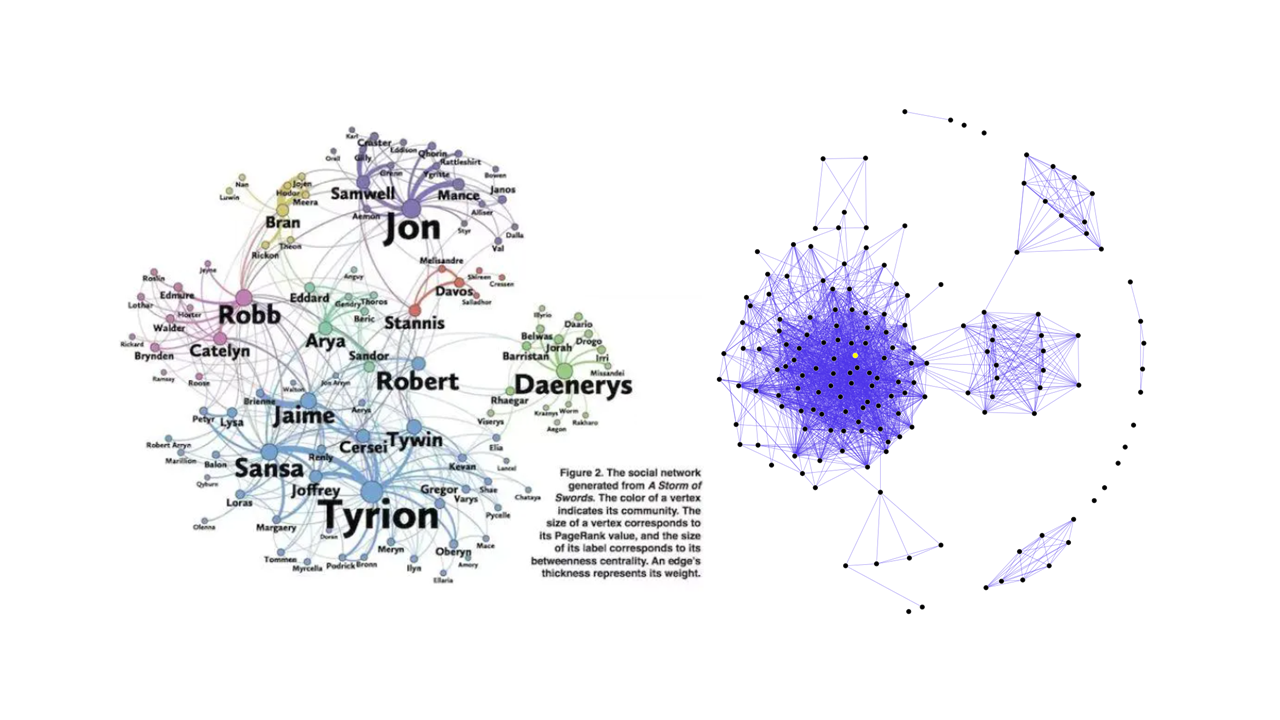 Karl
Craster
Eddison
Qhorin
Orell
Gilly
Rattleshirt
Grenn
Ygritte
Bowen
Nan
Jojen
Samwell
Mance
Janos
Luwin
Hodor
Meera
Aemon
Alliser
Bran
Jon
Styr
Dalla
Theon
Val
Rickon
Melisandre
Jeyne
Anguy
Shireen
Cressen
Roslin
Davos
Edmure
Eddard
Gendry
Thoros
Salladhor
Lothar
Robb
Hoster
Beric
Stannis
Illyrio
Daario
Walder
Arya
Belwas
Drogo
Richard
Catelyn
Jorah
Brynden
Sandor
Barristan
Irri
Missandei
Ramsay
Roose
Jon Arryn
Robert
Daenerys
Walton
Brienne
Rhaegar
Aerys
Kraznys
Worm
Petyr
Lysa
Jaime
Viserys
Rakharo
Aegon
Robert Arryn
Cersei
Tywin
Elia
Marillion
Balon
Renly
Sansa
Kevan
Lancel
Qyburn
Joffrey
Gregor
Shae
Varys
Chataya
Loras
Tyrion
Pycelle
Olenna
Margaery
Doran
Meryn
Oberyn
Mace
Tommen
Myrcella
Podrick
Bronn
Ilyn
Amory
Ellaria
Figure 2. The social network
generated from A Storm of
Swords. The color of a vertex
indicates its community. The
size of a vertex corresponds to
its PageRank value, and the size
of its label corresponds to its
betweenness centrality. An edge's
thickness represents its weight.